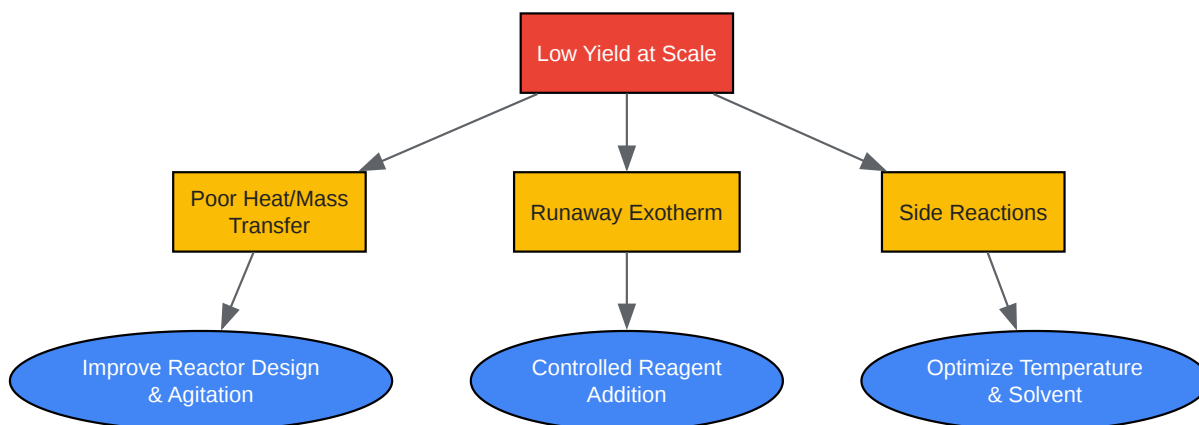 Low Yield at Scale
Poor Heat/Mass
Transfer
Runaway Exotherm
Side Reactions
Improve Reactor Design
& Agitation
Controlled Reagent
Addition
Optimize Temperature
& Solvent